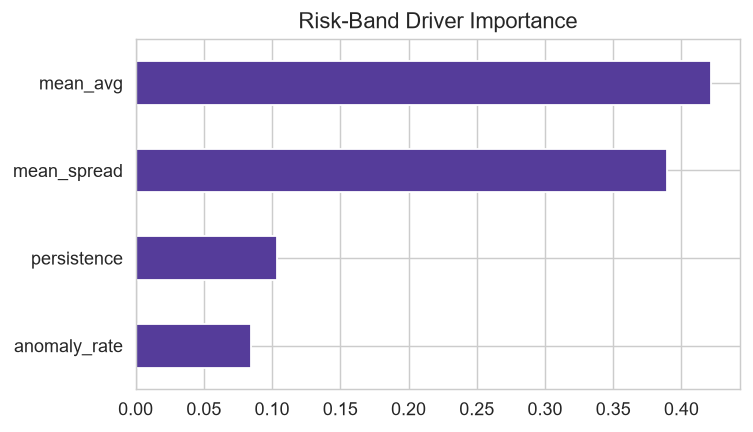 Risk-Band Driver Importance
mean_avg
mean_spread
persistence
anomaly_rate
0.00 0.05 0.10 0.15 0.20 0.25 0.30 0.35 0.40